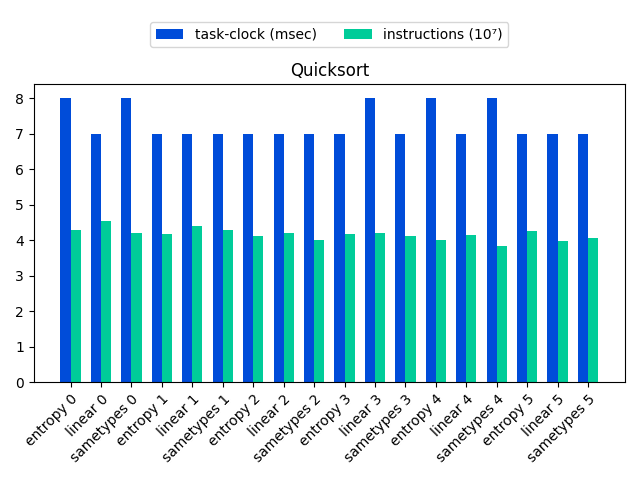 task-clock (msec)
instructions (10⁷)
Quicksort
8
7
6
5
4
3
2
1
0
entropy 0
linear 0
sametypes 0
entropy 1
linear 1
sametypes 1
entropy 2
linear 2
sametypes 2
entropy 3
linear 3
sametypes 3
entropy 4
linear 4
sametypes 4
entropy 5
linear 5
sametypes 5